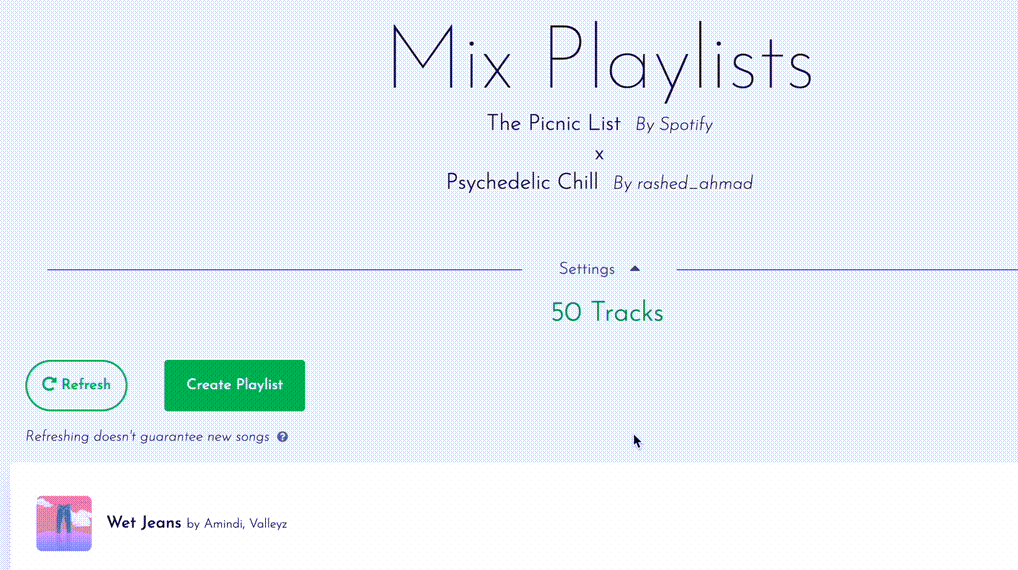 Mix Playlists
The Picnic List By Spotify
x
Psychedelic Chill By rashed_ahmad
Settings
50 Tracks
Refresh Create Playlist
Refreshing doesn't guarantee new songs ?
Wet Jeans by Amindi, Valleyz